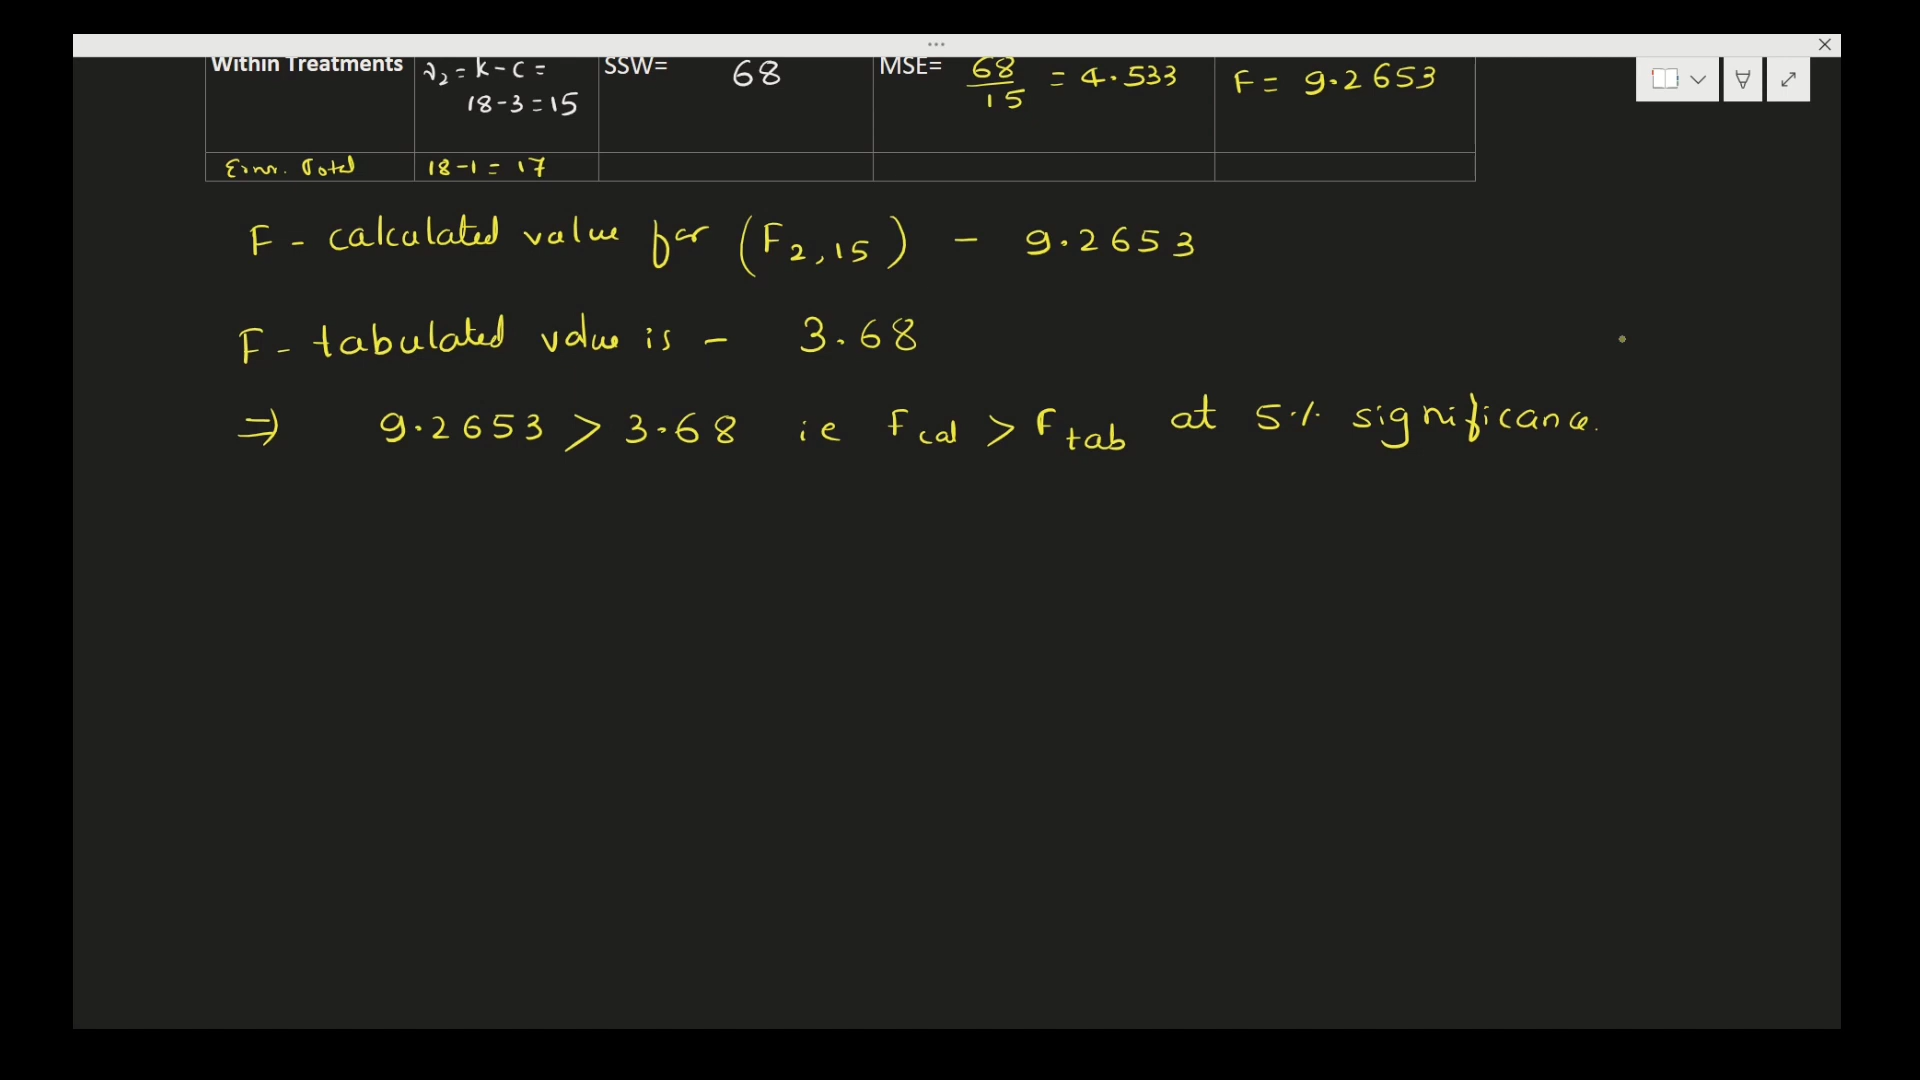 Within Treatments ν₂ = k - c = SSW= 68 MSE= 68/15 = 4.533 F = 9.2653
18 - 3 = 15
Error. Total 18 - 1 = 17
F - calculated value for (F₂,₁₅) - 9.2653
F - tabulated value is - 3.68
⇒ 9.2653 > 3.68 ie F cal > F tab at 5% significance.